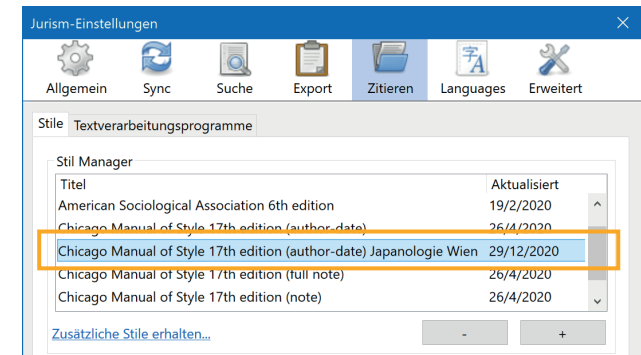 Jurism-Einstellungen
Allgemein Sync Suche Export Zitieren Languages Erweitert
Stile Textverarbeitungsprogramme
Stil Manager
Titel Aktualisiert
American Sociological Association 6th edition 19/2/2020
Chicago Manual of Style 17th edition (author-date) 26/4/2020
Chicago Manual of Style 17th edition (author-date) Japanologie Wien 29/12/2020
Chicago Manual of Style 17th edition (full note) 26/4/2020
Chicago Manual of Style 17th edition (note) 26/4/2020
Zusätzliche Stile erhalten... - +